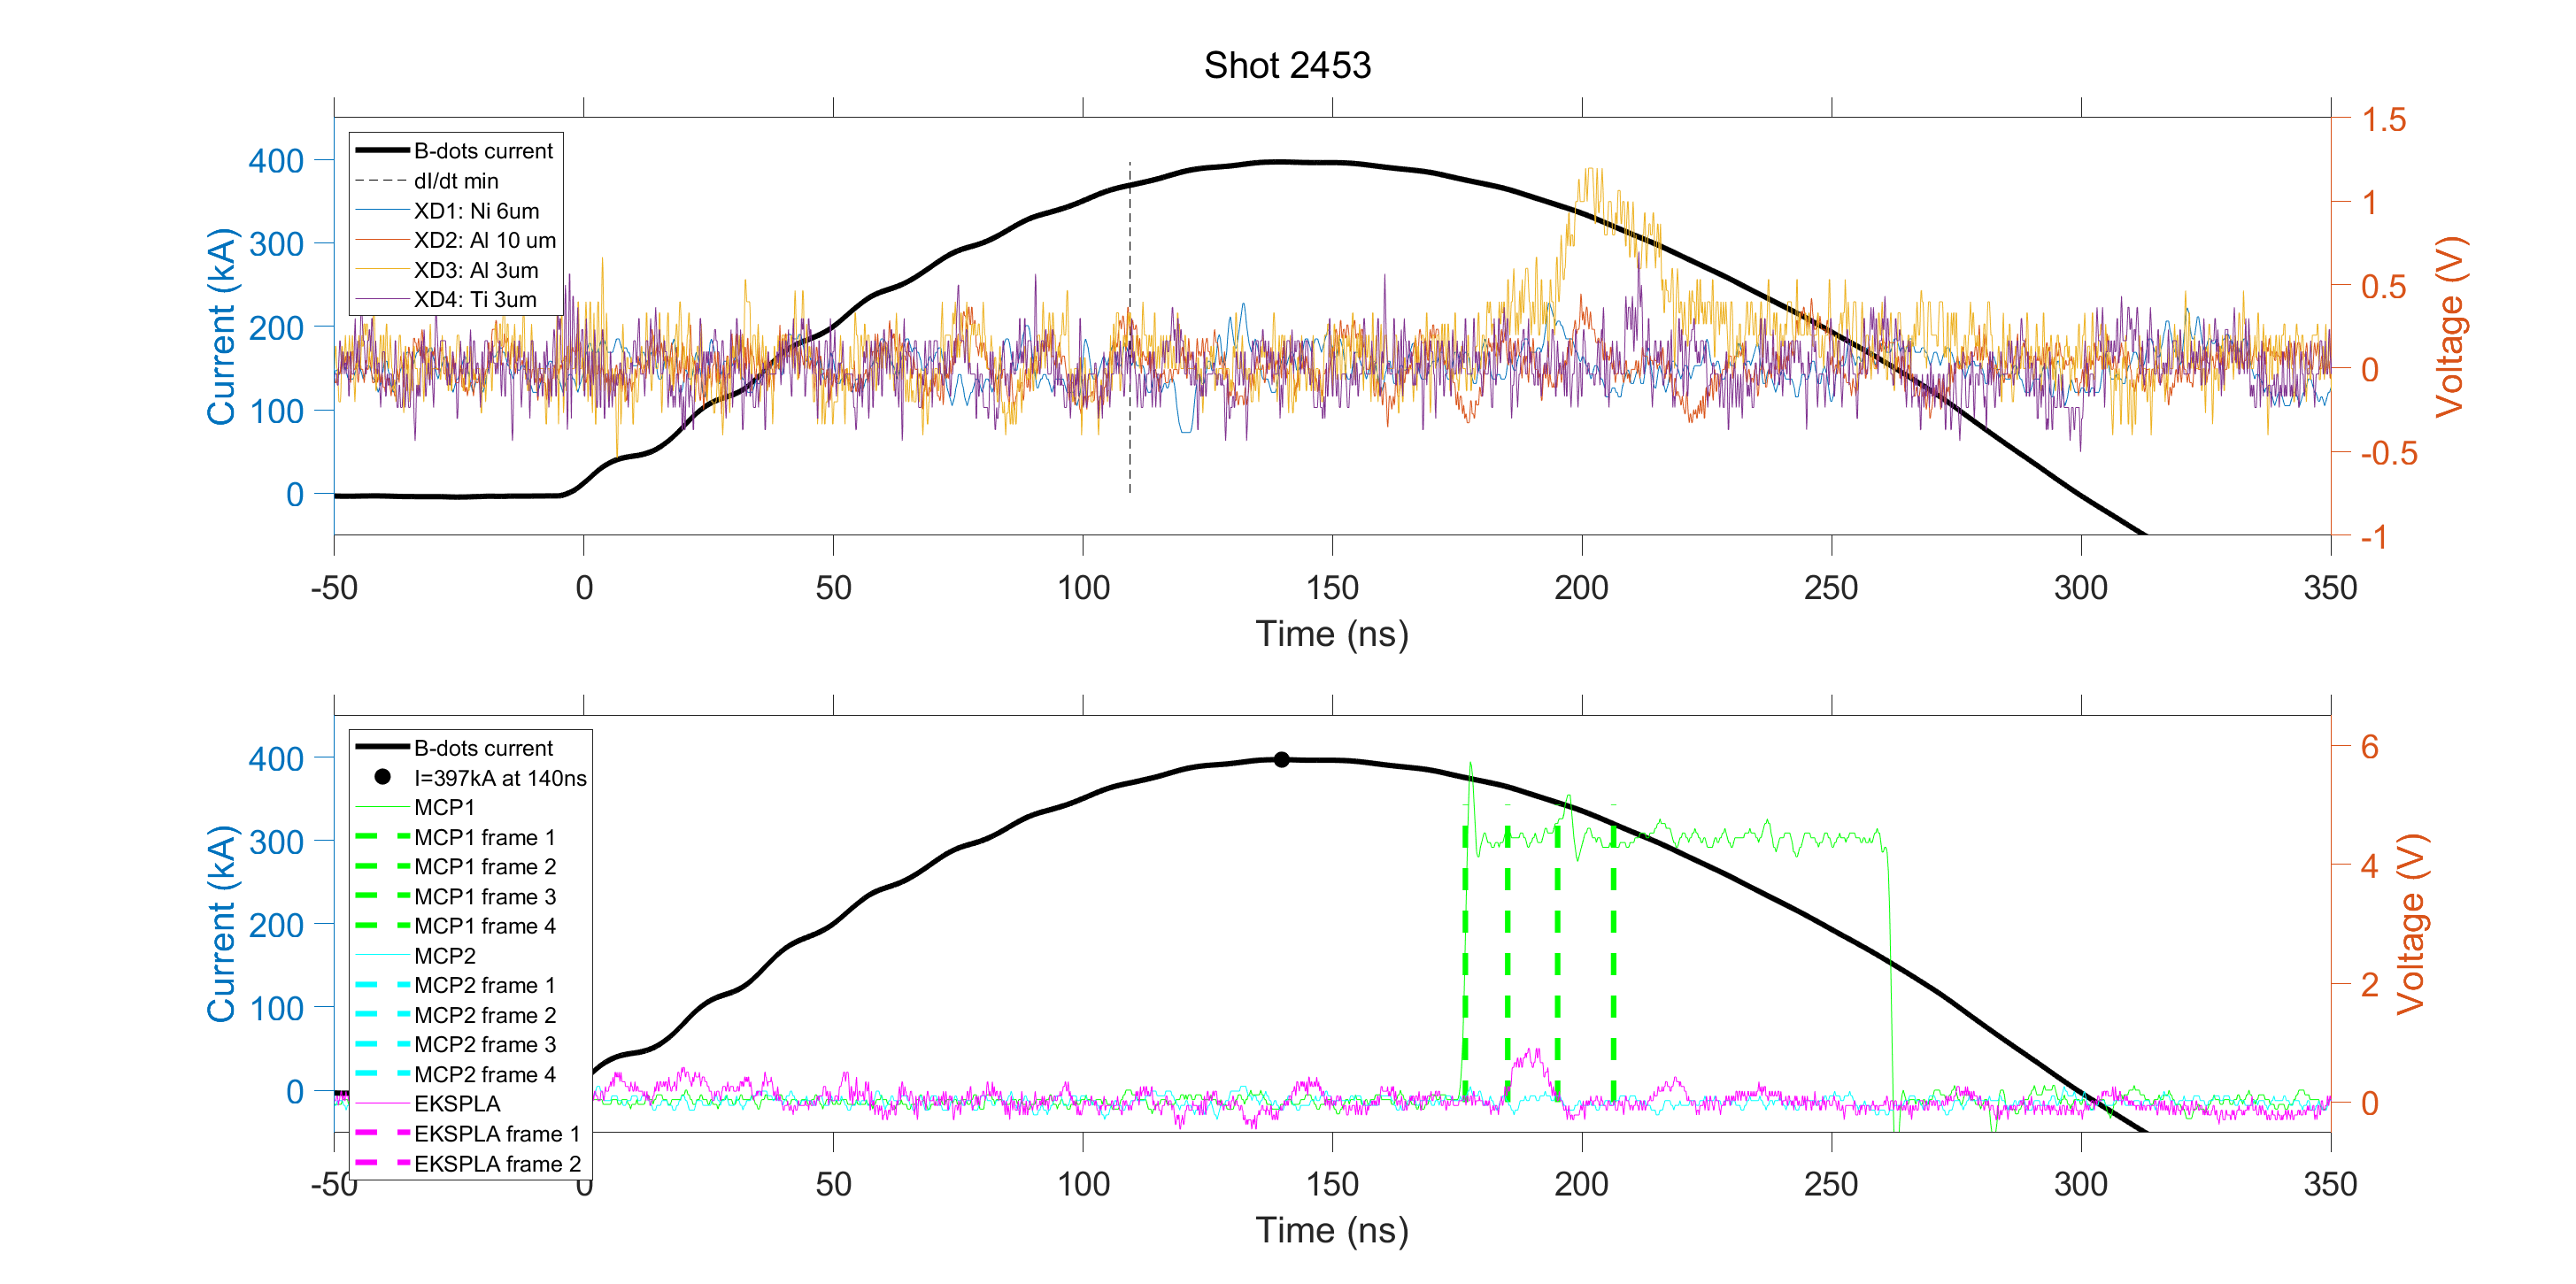 Shot 2453
B-dots current
dI/dt min
XD1: Ni 6um
XD2: Al 10 um
XD3: Al 3um
XD4: Ti 3um
400
300
200
100
0
Current (kA)
1.5
1
0.5
0
-0.5
-1
Voltage (V)
-50 0 50 100 150 200 250 300 350
Time (ns)
B-dots current
I=397kA at 140ns
MCP1
MCP1 frame 1
MCP1 frame 2
MCP1 frame 3
MCP1 frame 4
MCP2
MCP2 frame 1
MCP2 frame 2
MCP2 frame 3
MCP2 frame 4
EKSPLA
EKSPLA frame 1
EKSPLA frame 2
400
300
200
100
0
Current (kA)
6
4
2
0
Voltage (V)
-50 0 50 100 150 200 250 300 350
Time (ns)